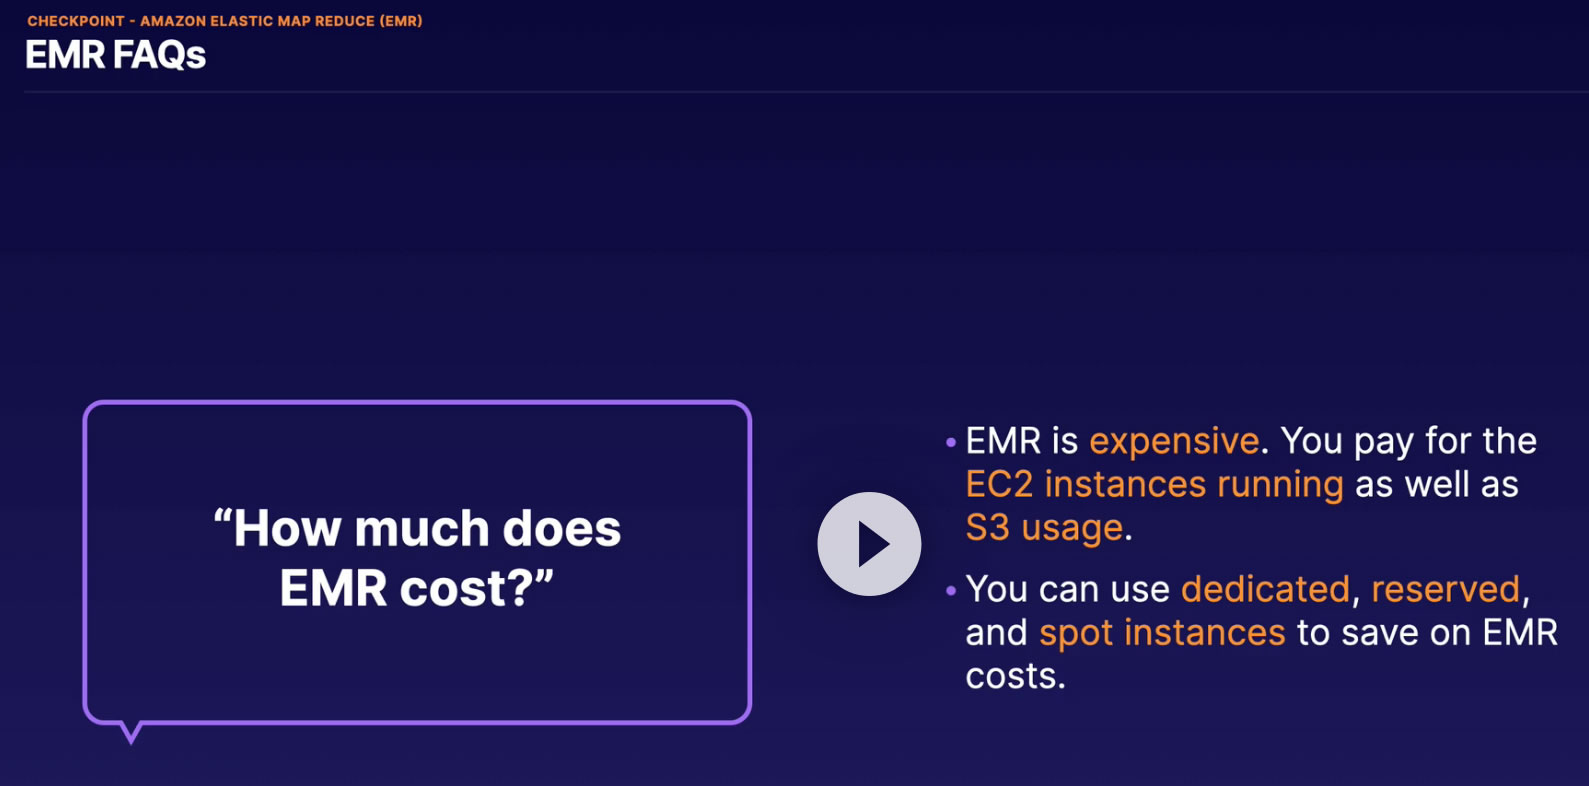 CHECKPOINT - AMAZON ELASTIC MAP REDUCE (EMR)
EMR FAQs
“How much does
EMR cost?”
• EMR is expensive. You pay for the
EC2 instances running as well as
S3 usage.
• You can use dedicated, reserved,
and spot instances to save on EMR
costs.